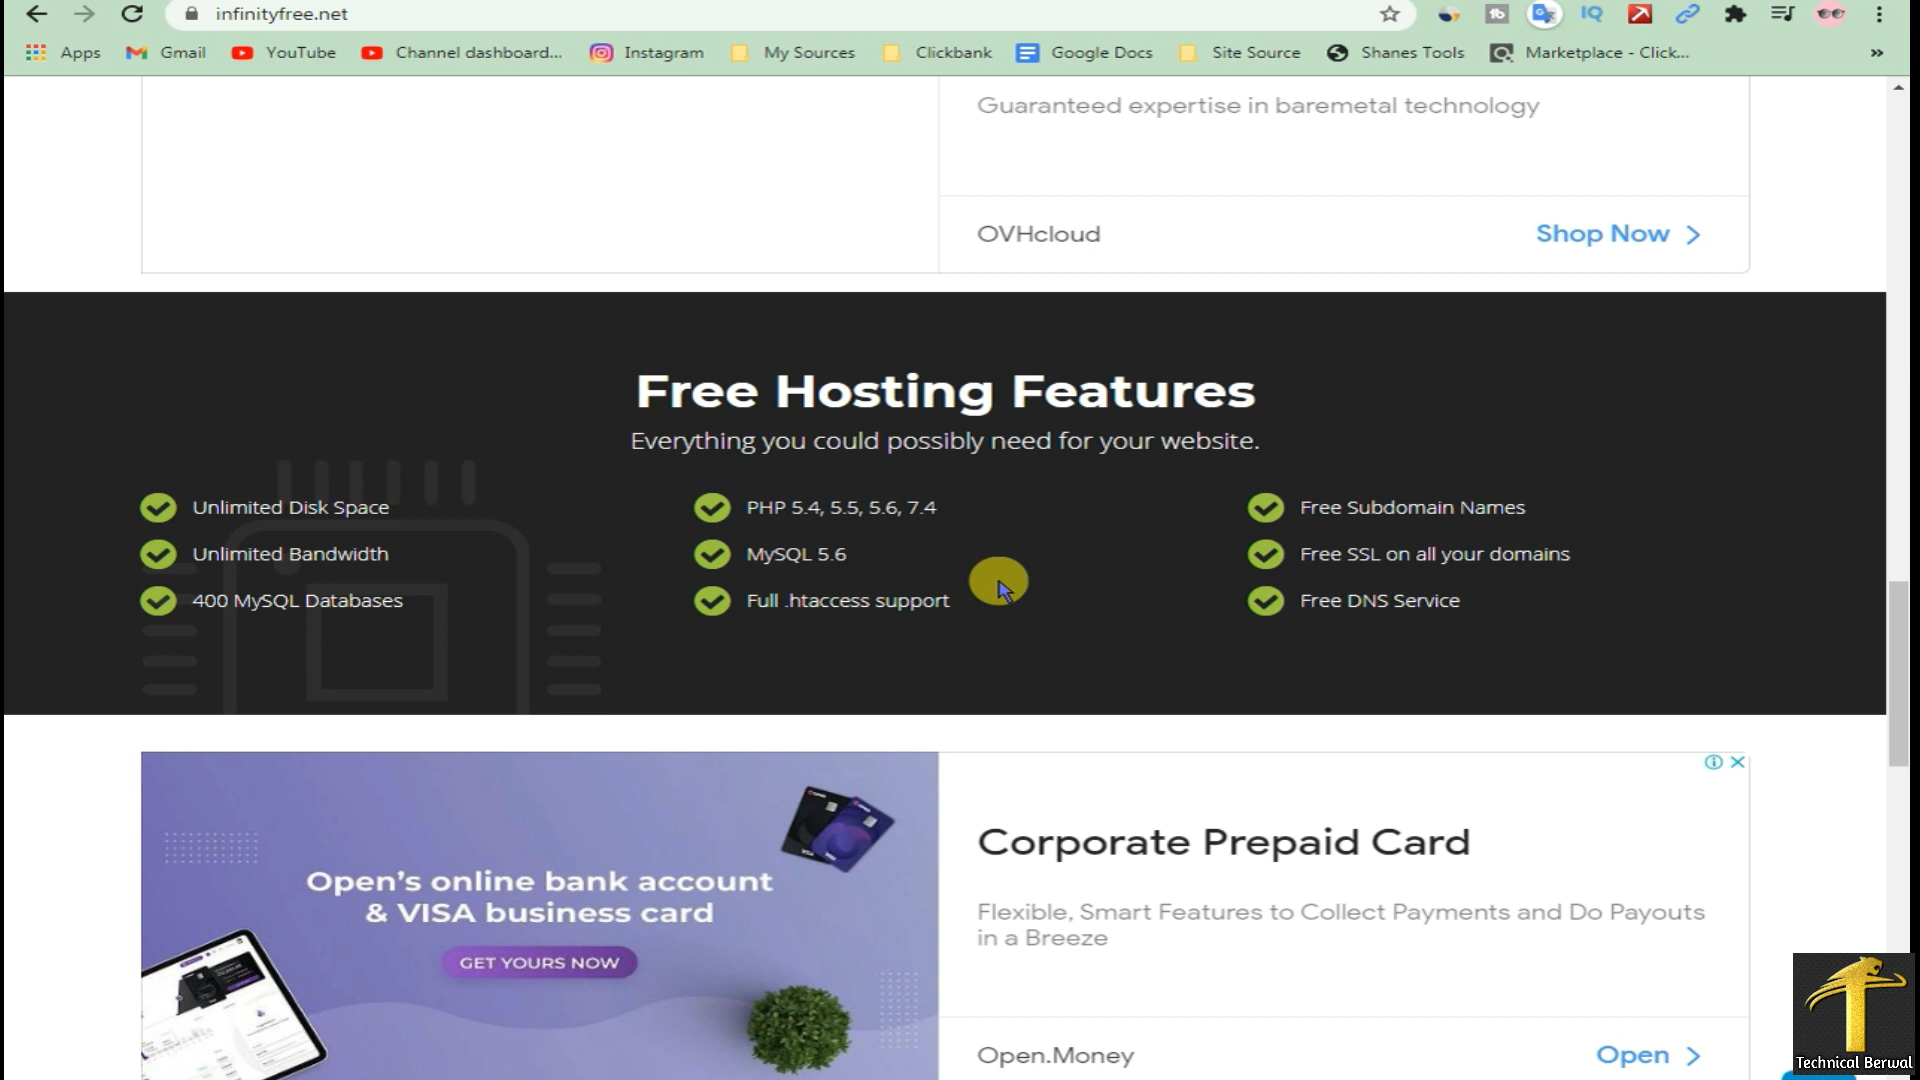 infinityfree.net
Apps
Gmail
YouTube
Channel dashboard...
Instagram
My Sources
Clickbank
Google Docs
Site Source
Shanes Tools
Marketplace - Click...
»
Guaranteed expertise in baremetal technology
OVHcloud
Shop Now
Free Hosting Features
Everything you could possibly need for your website.
Unlimited Disk Space
PHP 5.4, 5.5, 5.6, 7.4
Free Subdomain Names
Unlimited Bandwidth
MySQL 5.6
Free SSL on all your domains
400 MySQL Databases
Full .htaccess support
Free DNS Service
Open's online bank account
& VISA business card
GET YOURS NOW
Corporate Prepaid Card
Flexible, Smart Features to Collect Payments and Do Payouts
in a Breeze
Open.Money
Open
Technical Berwal